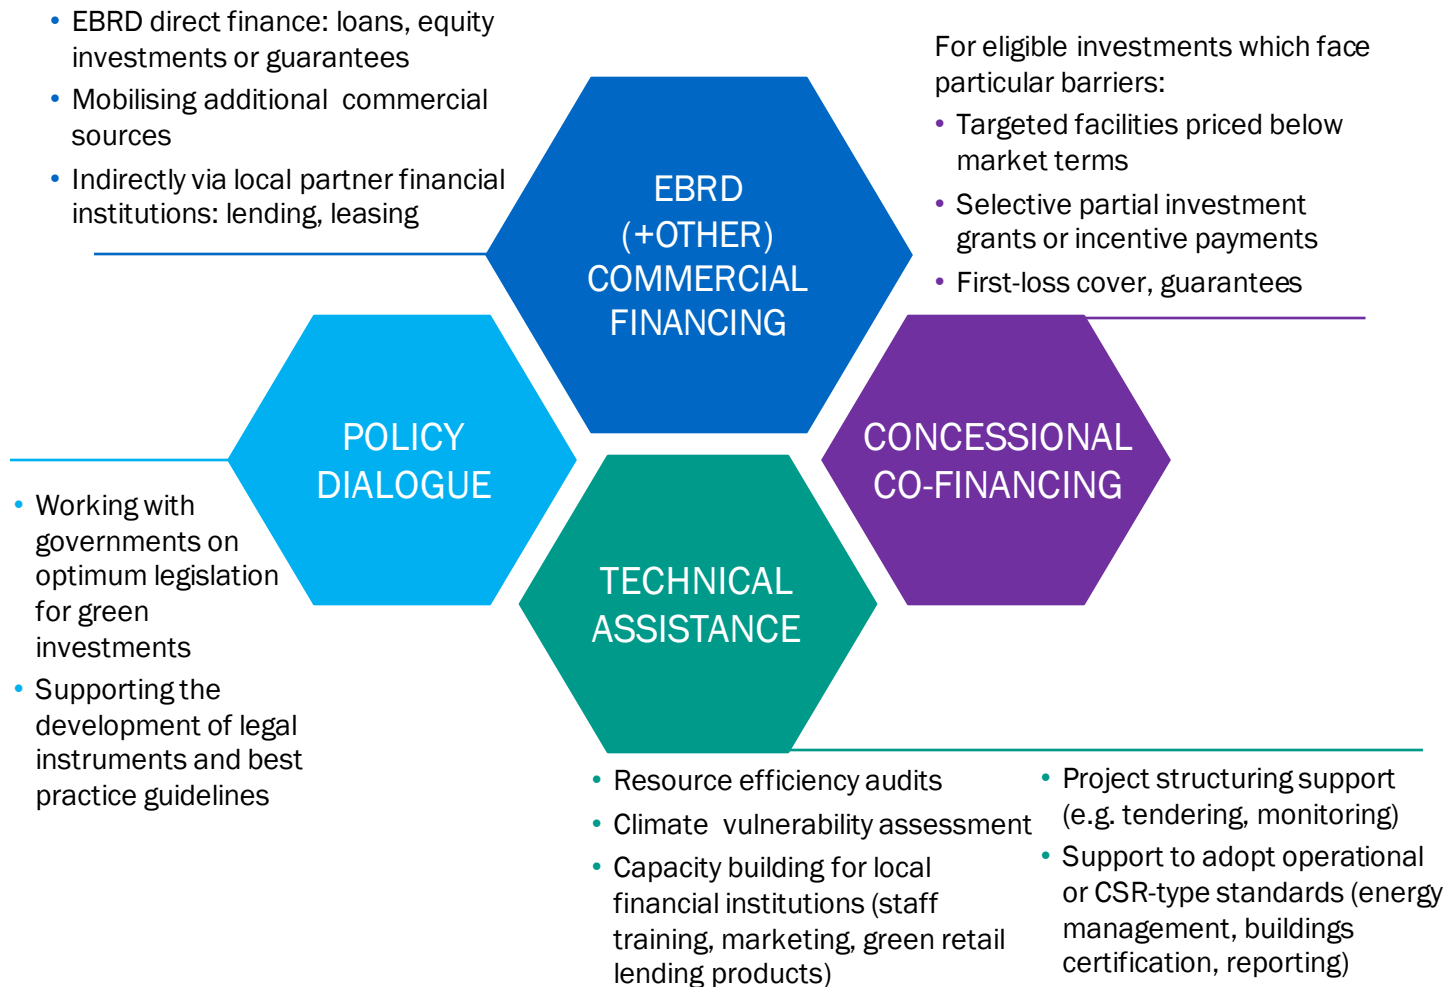 • EBRD direct finance: loans, equity
investments or guarantees
• Mobilising additional commercial
sources
• Indirectly via local partner financial
institutions: lending, leasing
EBRD
(+OTHER)
COMMERCIAL
FINANCING
For eligible investments which face
particular barriers:
• Targeted facilities priced below
market terms
• Selective partial investment
grants or incentive payments
• First-loss cover, guarantees
POLICY
DIALOGUE
CONCESSIONAL
CO-FINANCING
• Working with
governments on
optimum legislation
for green
investments
• Supporting the
development of legal
instruments and best
practice guidelines
TECHNICAL
ASSISTANCE
• Resource efficiency audits
• Climate vulnerability assessment
• Capacity building for local
financial institutions (staff
training, marketing, green retail
lending products)
• Project structuring support
(e.g. tendering, monitoring)
• Support to adopt operational
or CSR-type standards (energy
management, buildings
certification, reporting)